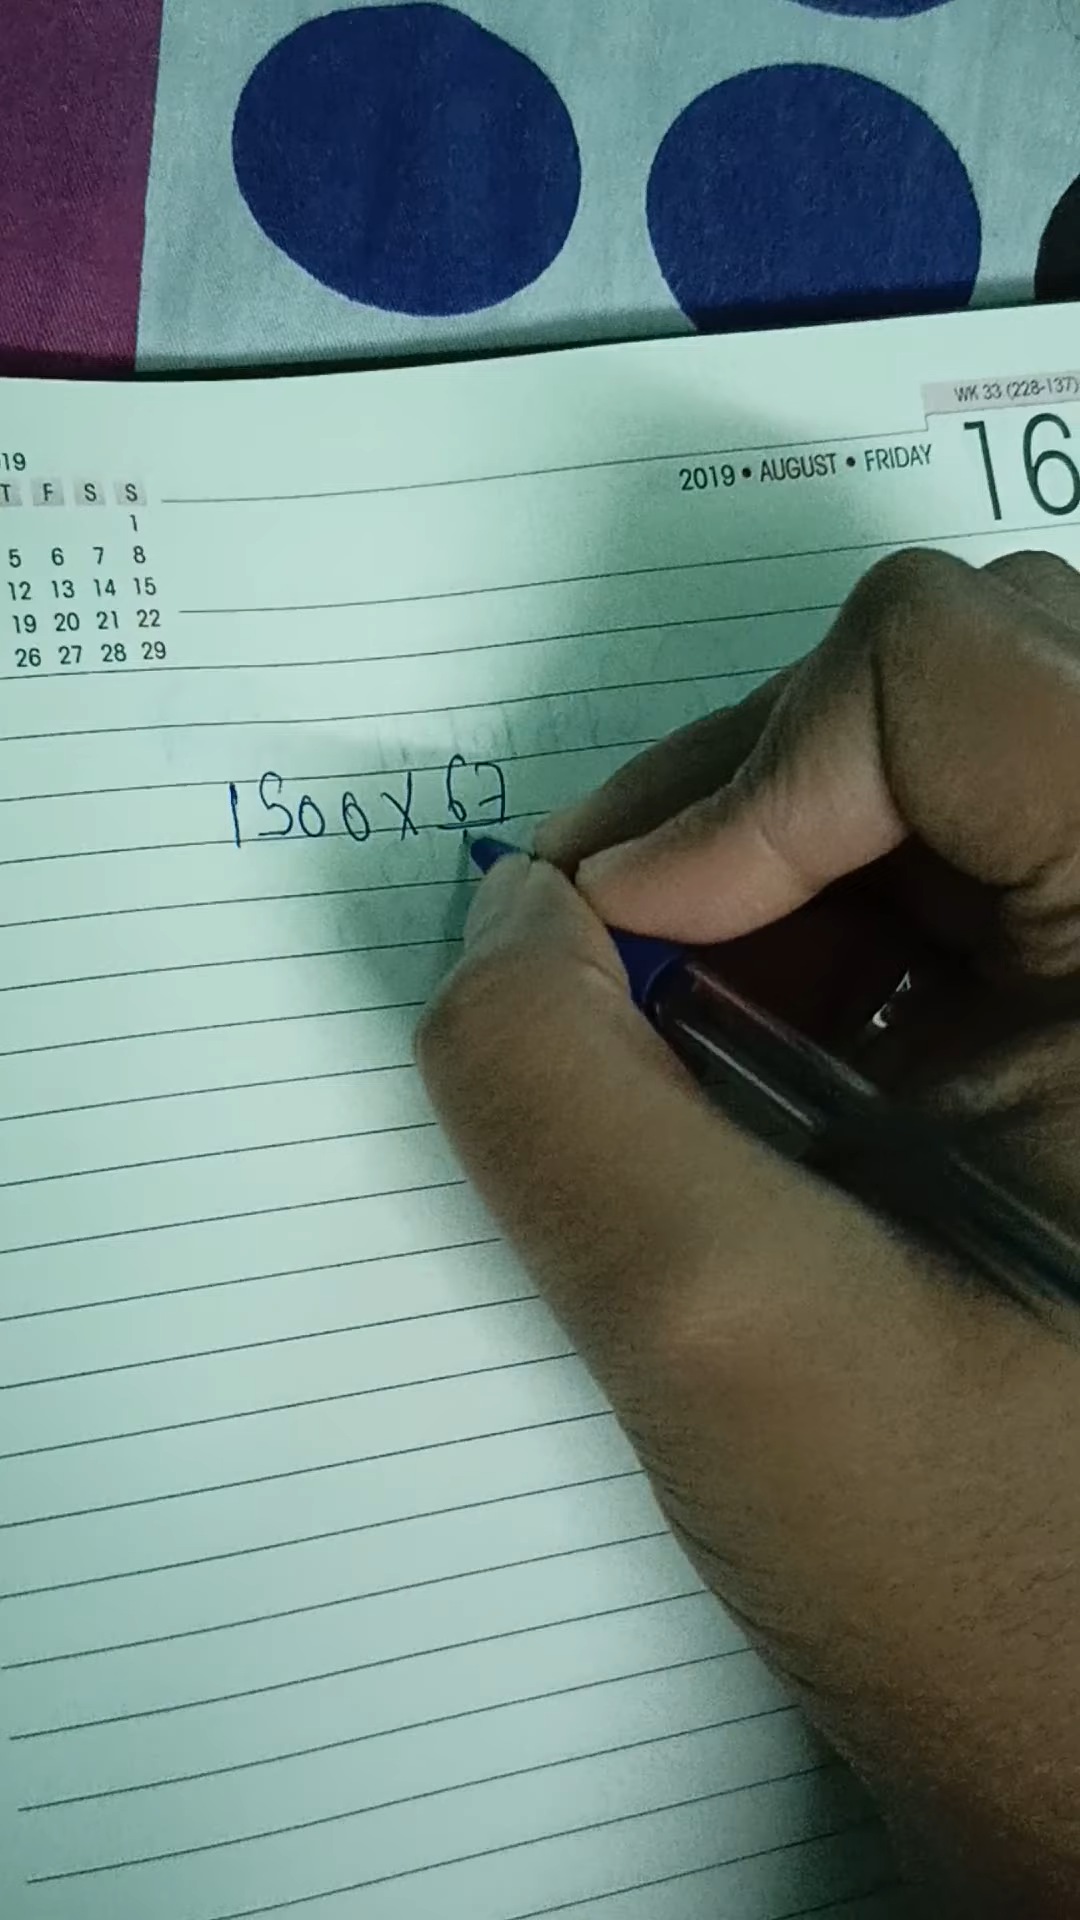 WK 33 (228-137)
19
2019 • AUGUST • FRIDAY 16
T F S S
1
5 6 7 8
12 13 14 15
19 20 21 22
26 27 28 29
1500 X 67